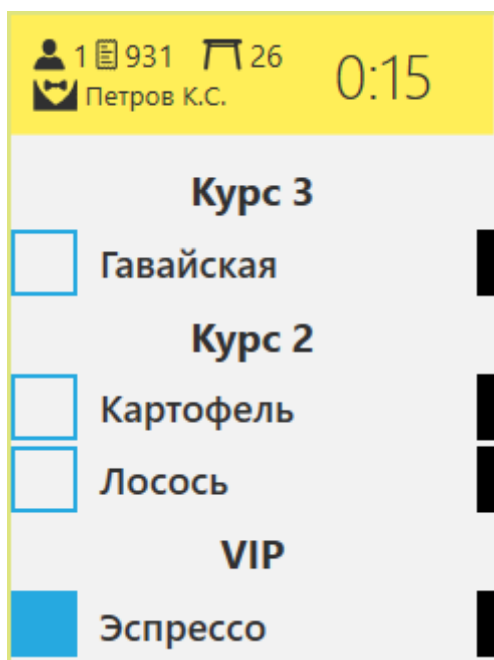 1 931 26
Петров К.С.
0:15
Курс 3
Гавайская
Курс 2
Картофель
Лосось
VIP
Эспрессо